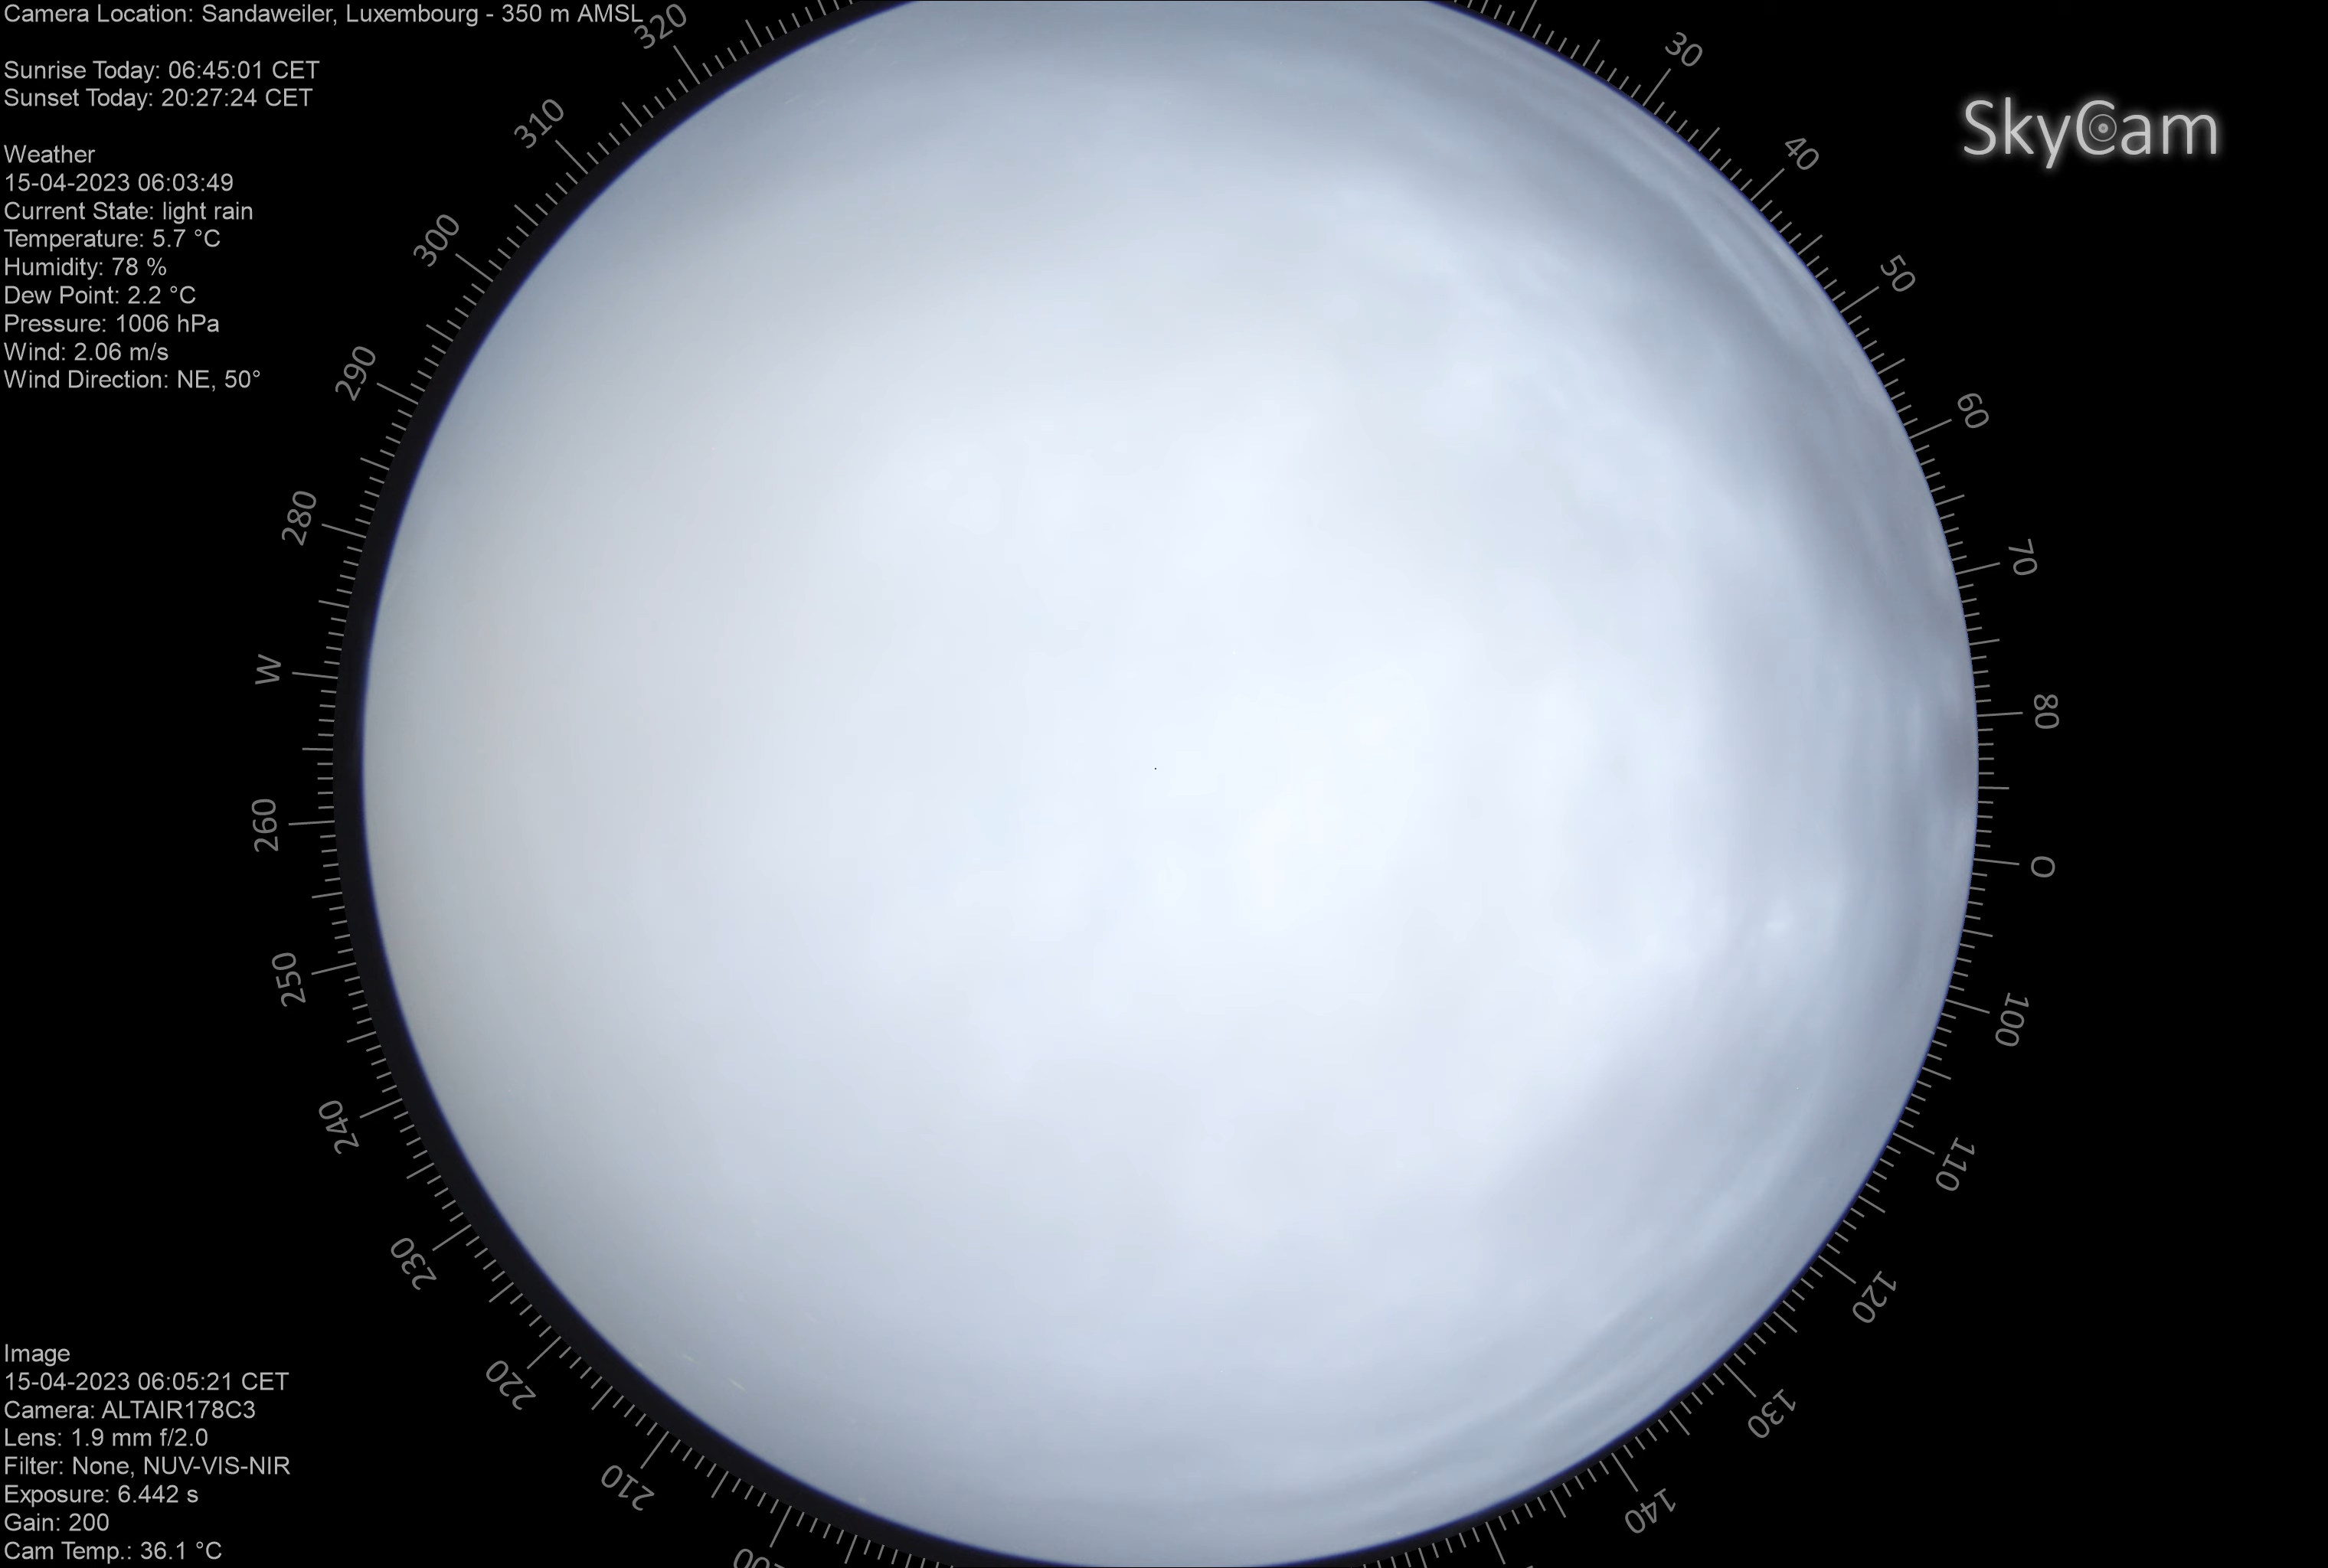 Camera Location: Sandaweiler, Luxembourg - 350 m AMSL
Sunrise Today: 06:45:01 CET
Sunset Today: 20:27:24 CET
Weather
15-04-2023 06:03:49
Current State: light rain
Temperature: 5.7 °C
Humidity: 78 %
Dew Point: 2.2 °C
Pressure: 1006 hPa
Wind: 2.06 m/s
Wind Direction: NE, 50°
SkyCam
320
310
300
290
280
W
260
250
240
230
220
210
30
40
50
60
70
80
O
100
110
120
130
140
Image
15-04-2023 06:05:21 CET
Camera: ALTAIR178C3
Lens: 1.9 mm f/2.0
Filter: None, NUV-VIS-NIR
Exposure: 6.442 s
Gain: 200
Cam Temp.: 36.1 °C